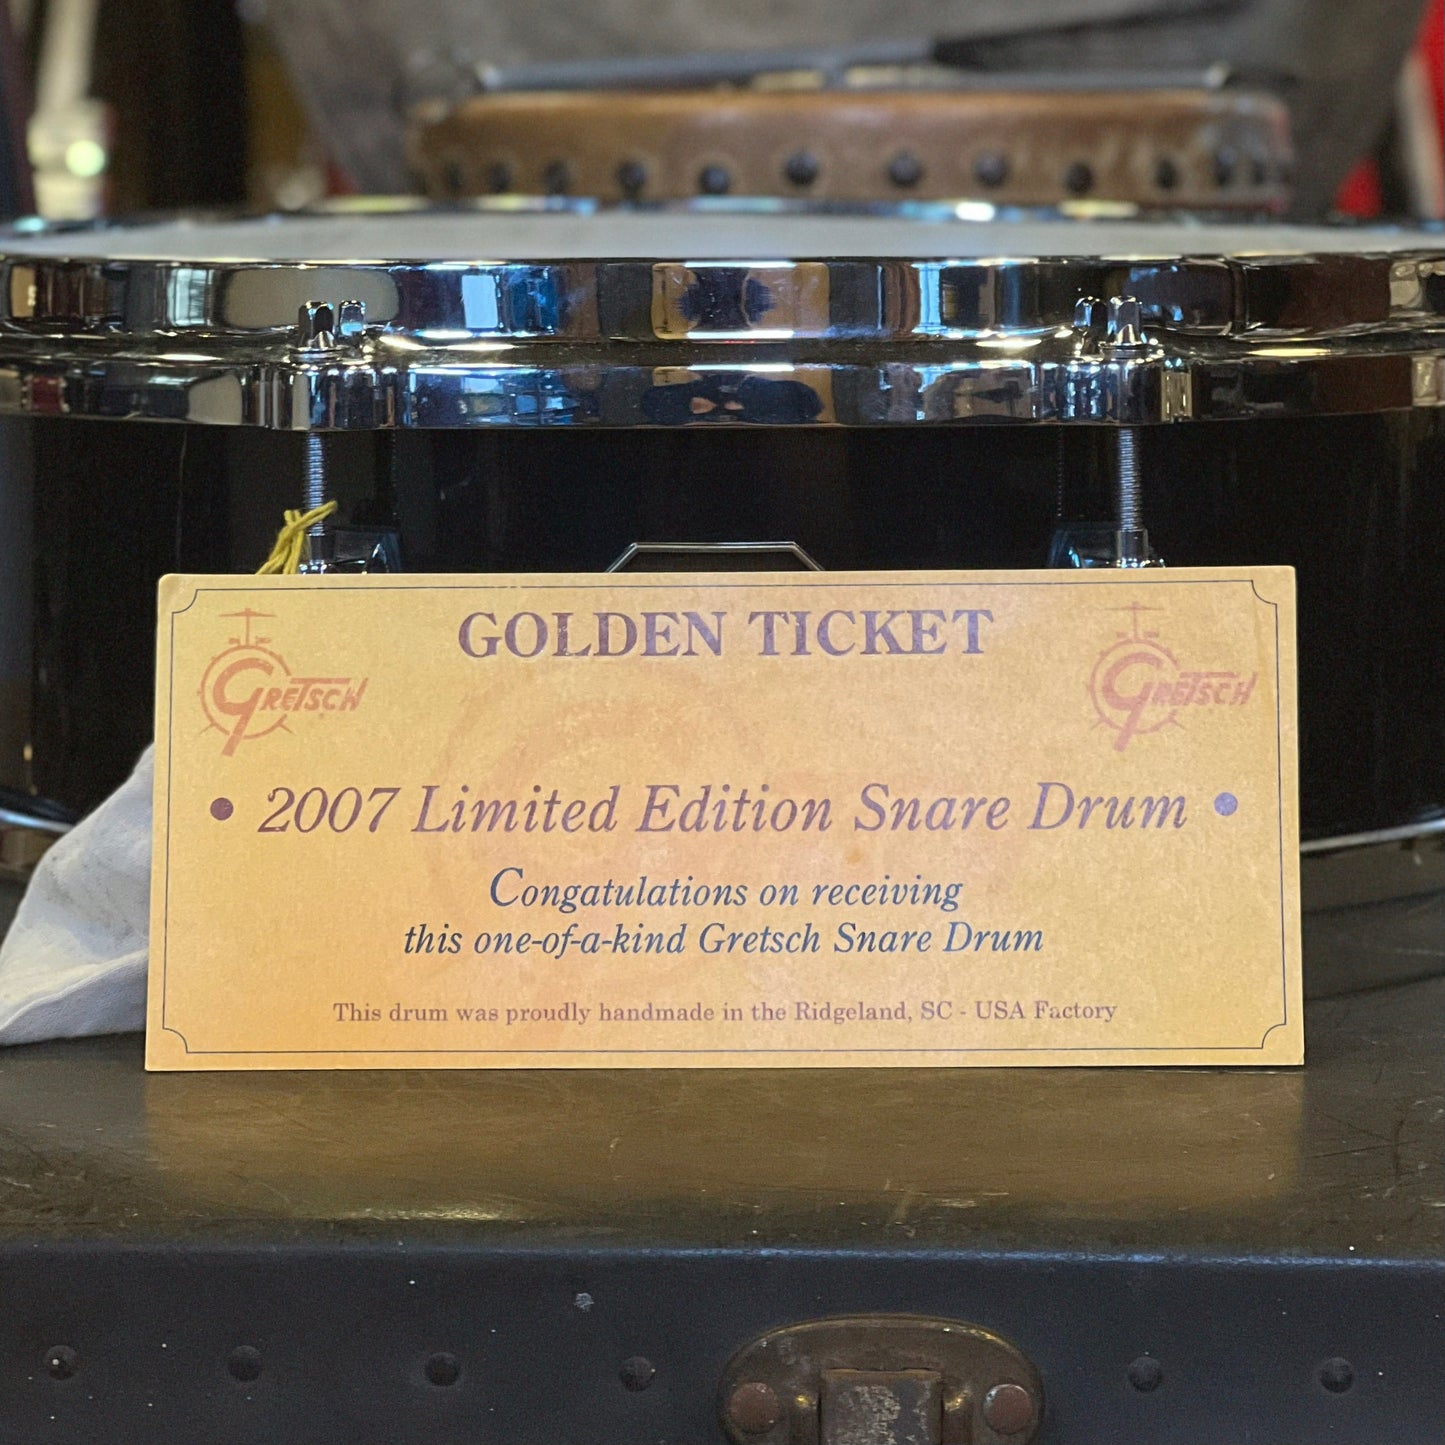 GOLDEN TICKET
GRETSCH
GRETSCH
• 2007 Limited Edition Snare Drum •
Congatulations on receiving
this one-of-a-kind Gretsch Snare Drum
This drum was proudly handmade in the Ridgeland, SC - USA Factory